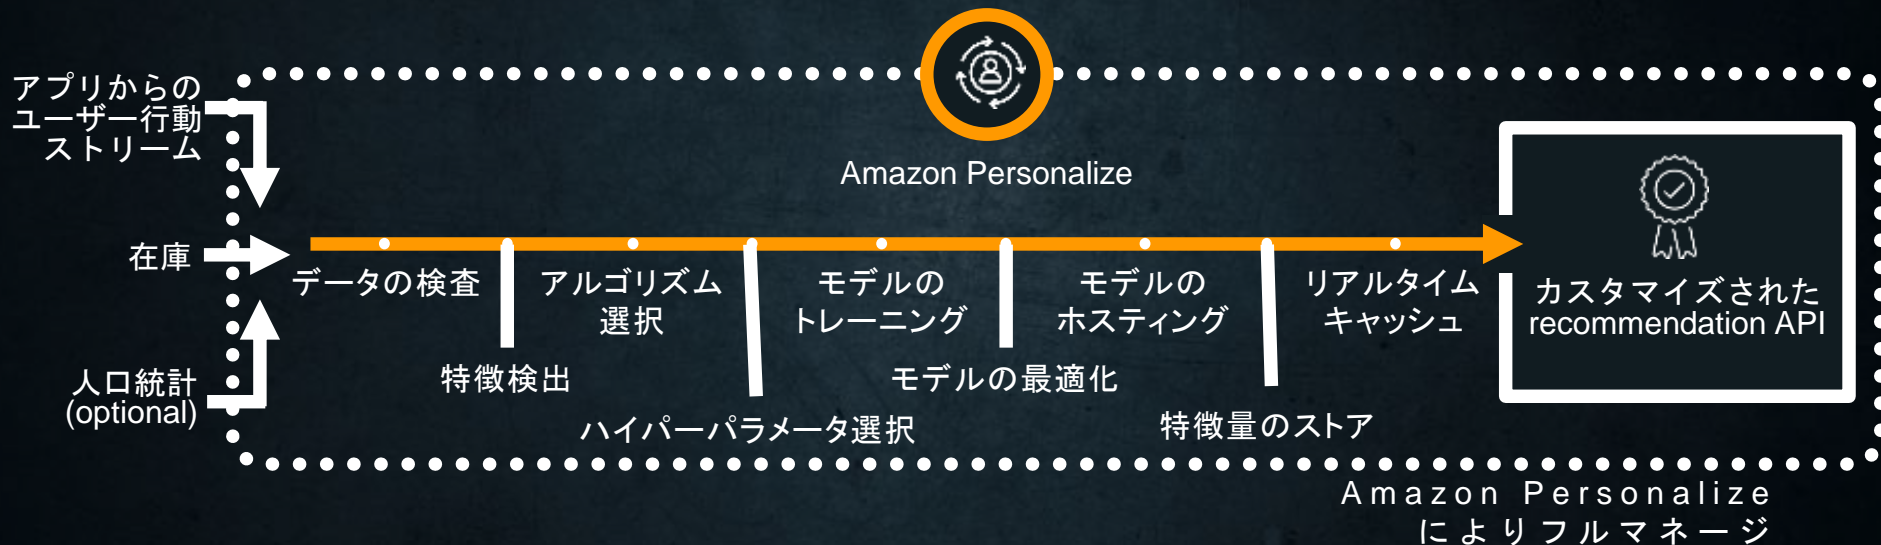 アプリからの
ユーザー行動
ストリーム
在庫
人口統計
(optional)
Amazon Personalize
データの検査
特徴検出
アルゴリズム
選択
ハイパーパラメータ選択
モデルの
トレーニング
モデルの最適化
モデルの
ホスティング
特徴量のストア
リアルタイム
キャッシュ
カスタマイズされた
recommendation API
Amazon Personalize
によりフルマネージ